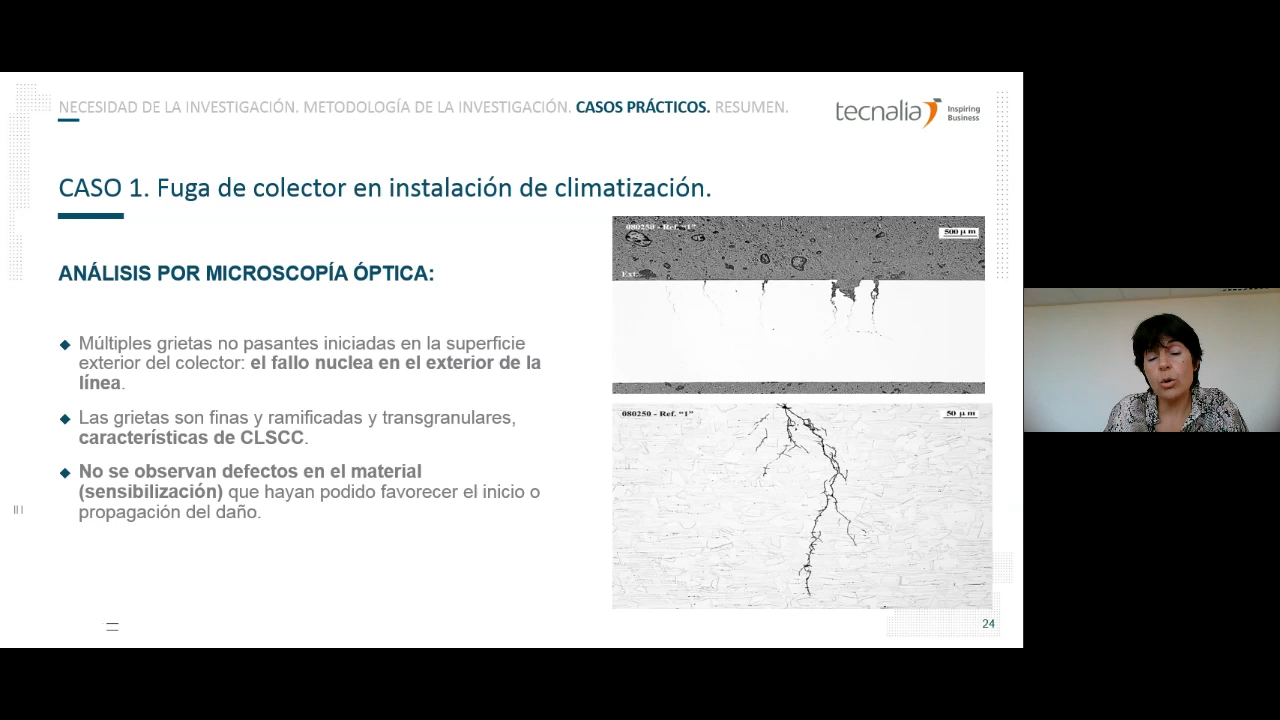 NECESIDAD DE LA INVESTIGACIÓN. METODOLOGÍA DE LA INVESTIGACIÓN. CASOS PRÁCTICOS. RESUMEN.
tecnalia Inspiring
Business
CASO 1. Fuga de colector en instalación de climatización.
ANÁLISIS POR MICROSCOPÍA ÓPTICA:
Múltiples grietas no pasantes iniciadas en la superficie
exterior del colector: el fallo nuclea en el exterior de la
línea.
Las grietas son finas y ramificadas y transgranulares,
características de CLSCC.
No se observan defectos en el material
(sensibilización) que hayan podido favorecer el inicio o
propagación del daño.
080250 - Ref. "1"
500 µm
Ext.
080250 - Ref. "1"
50 µm
24